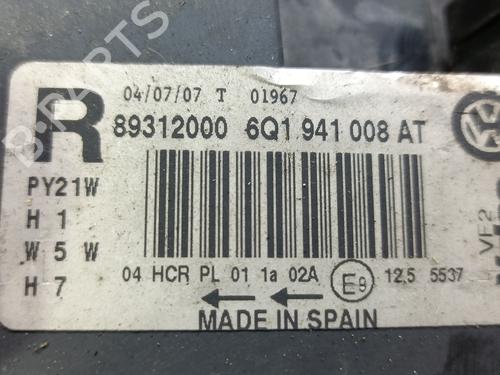 04/07/07 T 01967
R 89312000 6Q1 941 008 AT
PY21W
H 1
W 5 W
H 7
04 HCR PL 01 1a 02A E9 12.5 5537
MADE IN SPAIN
VF2
B-PARTS